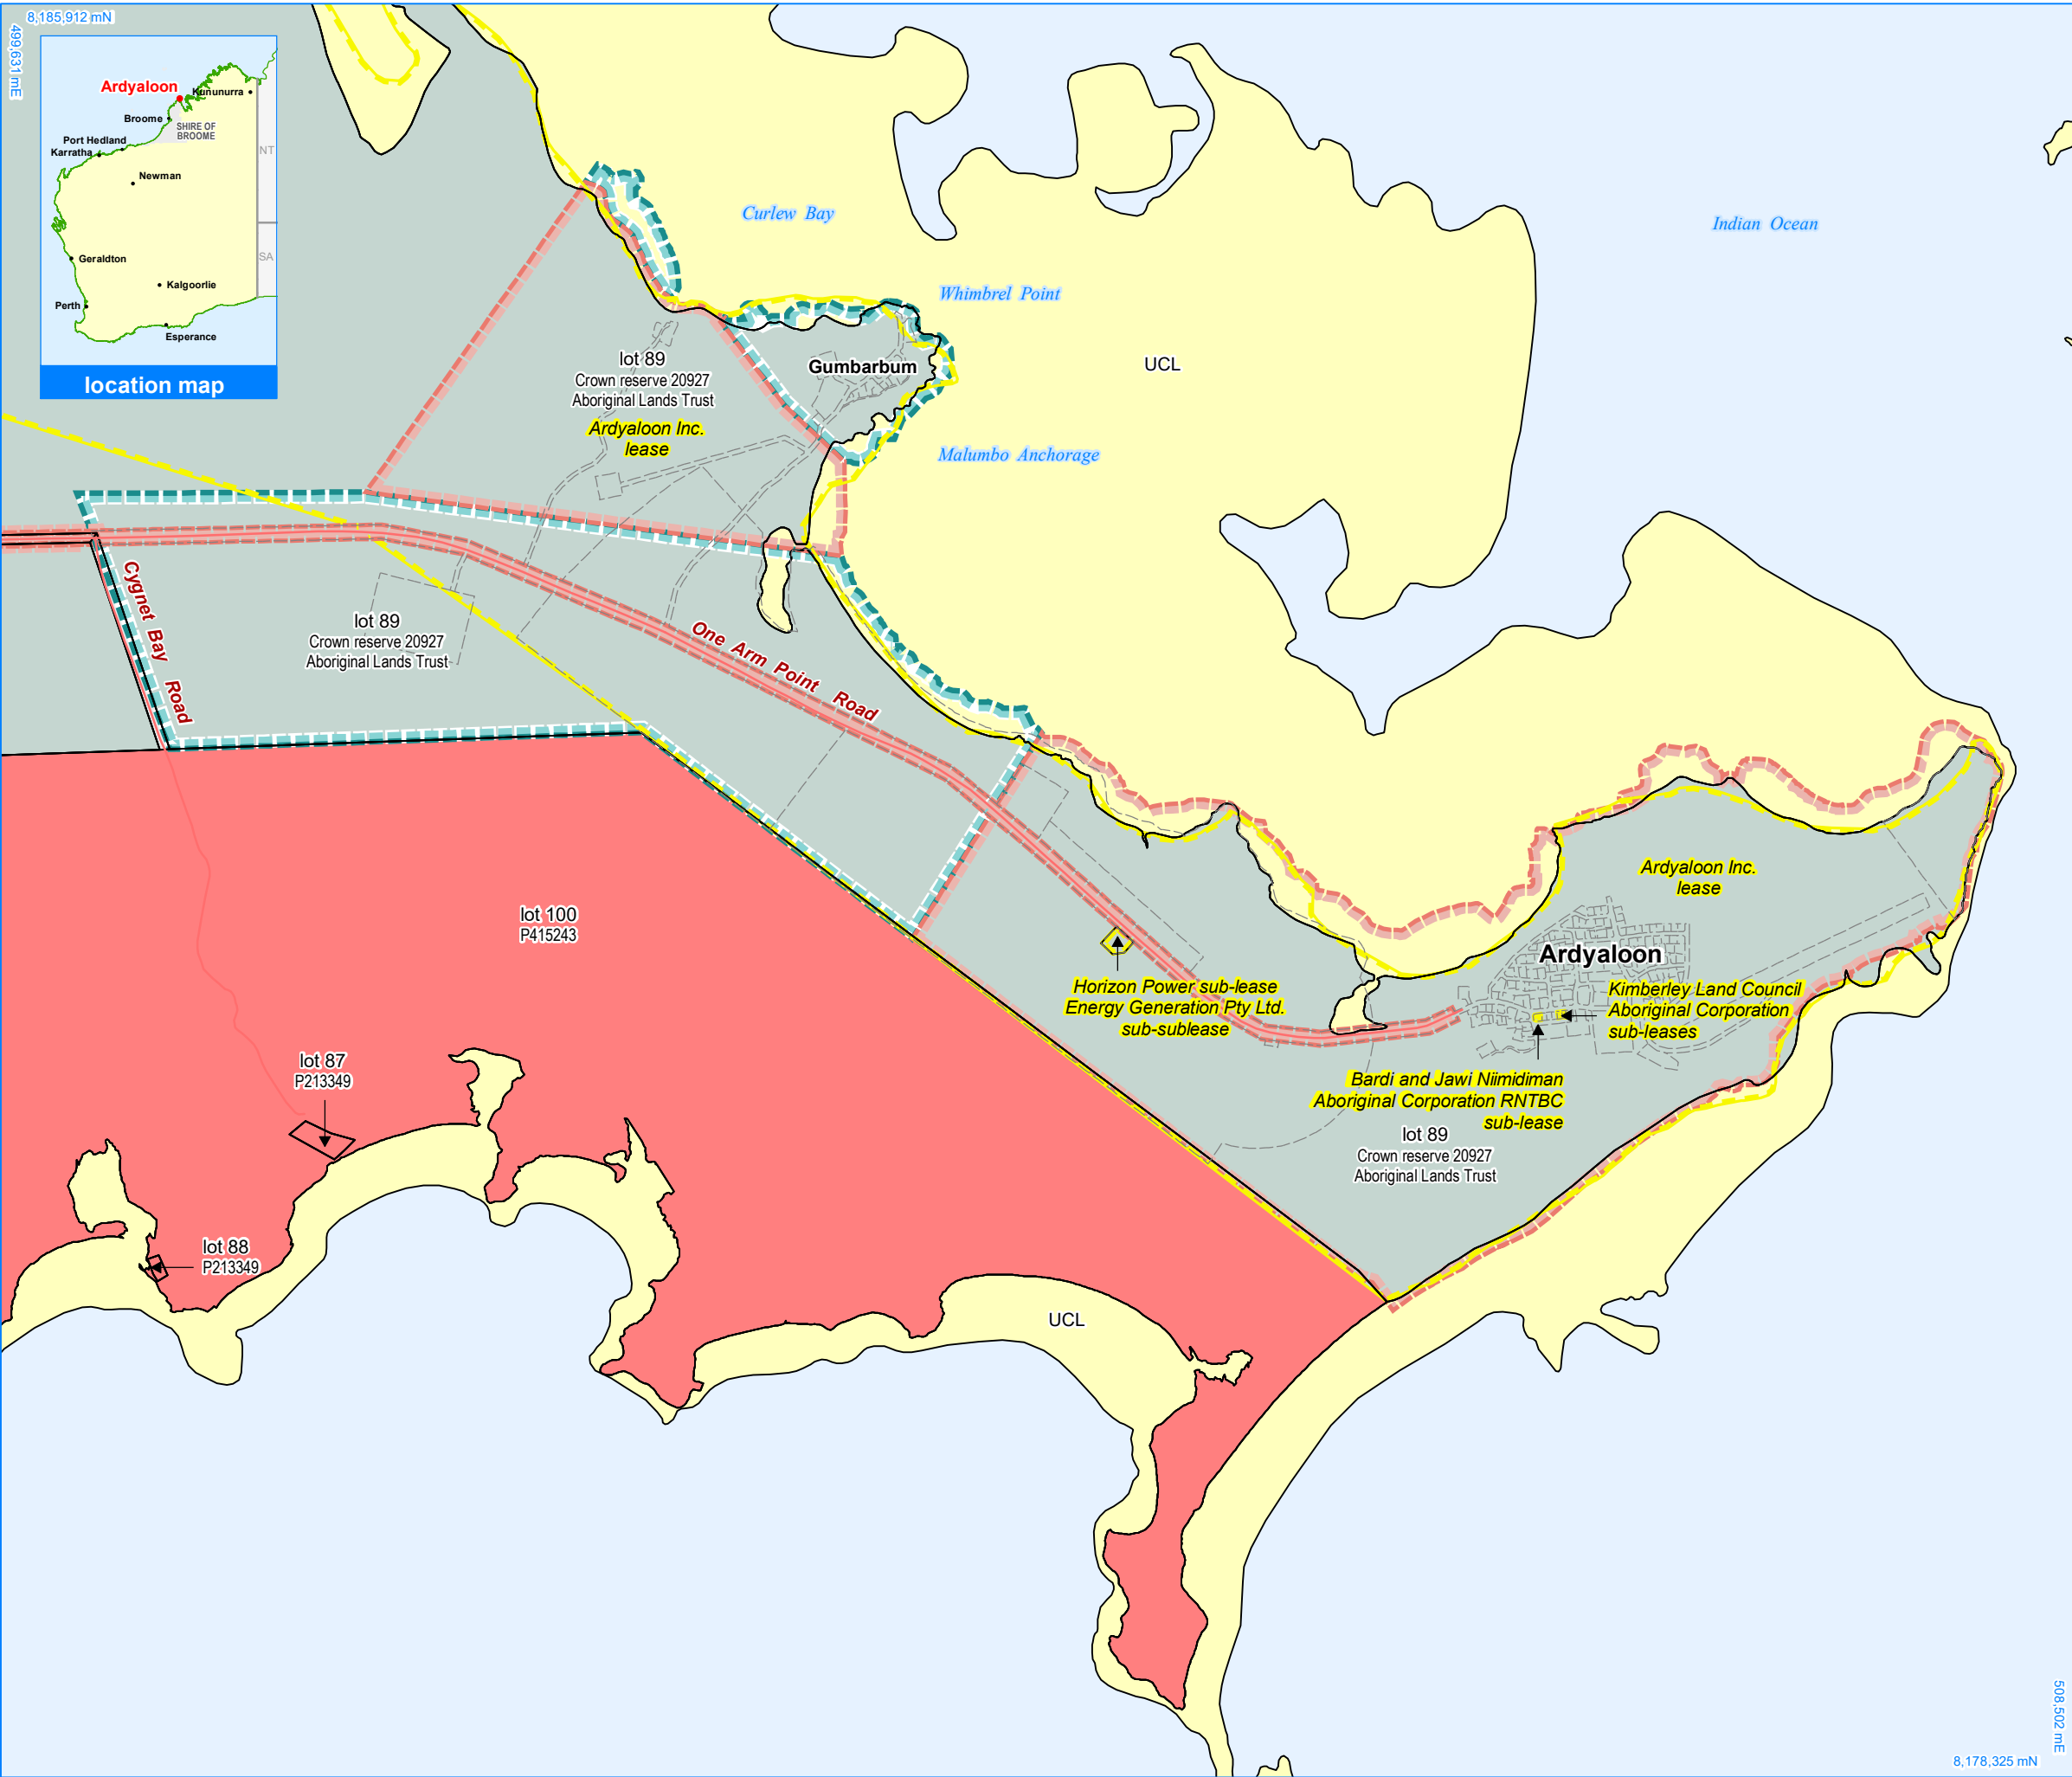 8,185,912 mN
499,631 mE
Ardyaloon
Kununurra
Broome
SHIRE OF
BROOME
Port Hedland
Karratha
NT
Newman
SA
Geraldton
Kalgoorlie
Perth
Esperance
location map
Curlew Bay
Indian Ocean
Whimbrel Point
UCL
lot 89
Crown reserve 20927
Aboriginal Lands Trust
Ardyaloon Inc.
lease
Gumbarbum
Malumbo Anchorage
Cygnet Bay Road
lot 89
Crown reserve 20927
Aboriginal Lands Trust
One Arm Point Road
lot 100
P415243
Ardyaloon Inc.
lease
Ardyaloon
Horizon Power sub-lease
Energy Generation Pty Ltd.
sub-sublease
Kimberley Land Council
Aboriginal Corporation
sub-leases
Bardi and Jawi Niimidiman
Aboriginal Corporation RNTBC
sub-lease
lot 89
Crown reserve 20927
Aboriginal Lands Trust
lot 87
P213349
lot 88
P213349
UCL
508,502 mE
8,178,325 mN